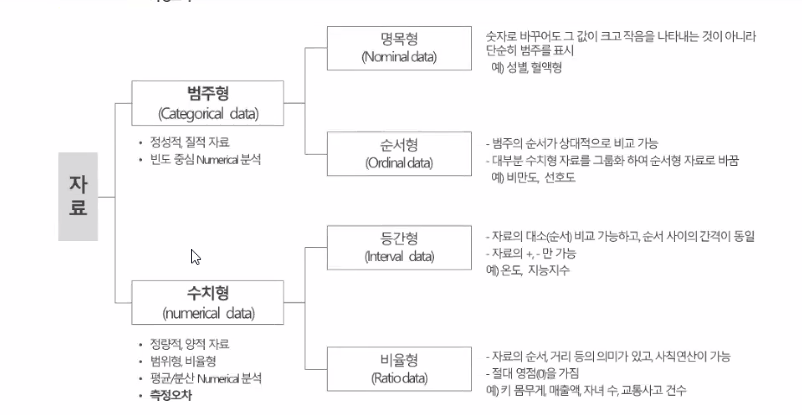 자
료
범주형
(Categorical data)
• 정성적, 질적 자료
• 빈도 중심 Numerical 분석
수치형
(numerical data)
• 정량적, 양적 자료
• 범위형, 비율형
• 평균/분산 Numerical 분석
• 측정오차
명목형
(Nominal data)
숫자로 바꾸어도 그 값이 크고 작음을 나타내는 것이 아니라
단순히 범주를 표시
예) 성별, 혈액형
순서형
(Ordinal data)
- 범주의 순서가 상대적으로 비교 가능
- 대부분 수치형 자료를 그룹화 하여 순서형 자료로 바꿈
예) 비만도, 선호도
등간형
(Interval data)
- 자료의 대소(순서) 비교 가능하고, 순서 사이의 간격이 동일
- 자료의 +, - 만 가능
예) 온도, 지능지수
비율형
(Ratio data)
- 자료의 순서, 거리 등의 의미가 있고, 사칙연산이 가능
- 절대 영점(0)을 가짐
예) 키 몸무게, 매출액, 자녀 수, 교통사고 건수